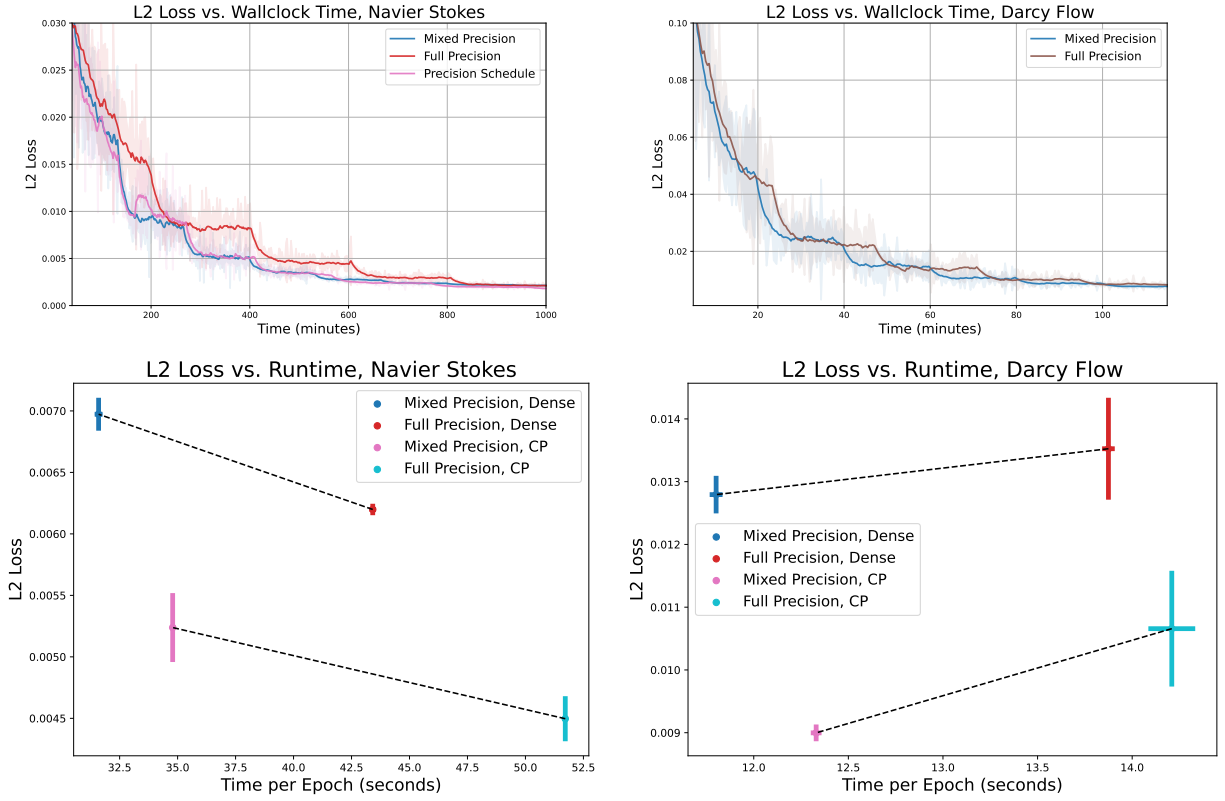 L2 Loss vs. Wallclock Time, Navier Stokes
0.030
0.025
0.020
0.015
0.010
0.005
0.000
L2 Loss
Mixed Precision
Full Precision
Precision Schedule
200
400
600
800
1000
Time (minutes)
L2 Loss vs. Wallclock Time, Darcy Flow
0.10
0.08
0.06
0.04
0.02
L2 Loss
Mixed Precision
Full Precision
20
40
60
80
100
Time (minutes)
L2 Loss vs. Runtime, Navier Stokes
0.0070
0.0065
0.0060
0.0055
0.0050
0.0045
L2 Loss
Mixed Precision, Dense
Full Precision, Dense
Mixed Precision, CP
Full Precision, CP
32.5
35.0
37.5
40.0
42.5
45.0
47.5
50.0
52.5
Time per Epoch (seconds)
L2 Loss vs. Runtime, Darcy Flow
0.014
0.013
0.012
0.011
0.010
0.009
L2 Loss
Mixed Precision, Dense
Full Precision, Dense
Mixed Precision, CP
Full Precision, CP
12.0
12.5
13.0
13.5
14.0
Time per Epoch (seconds)